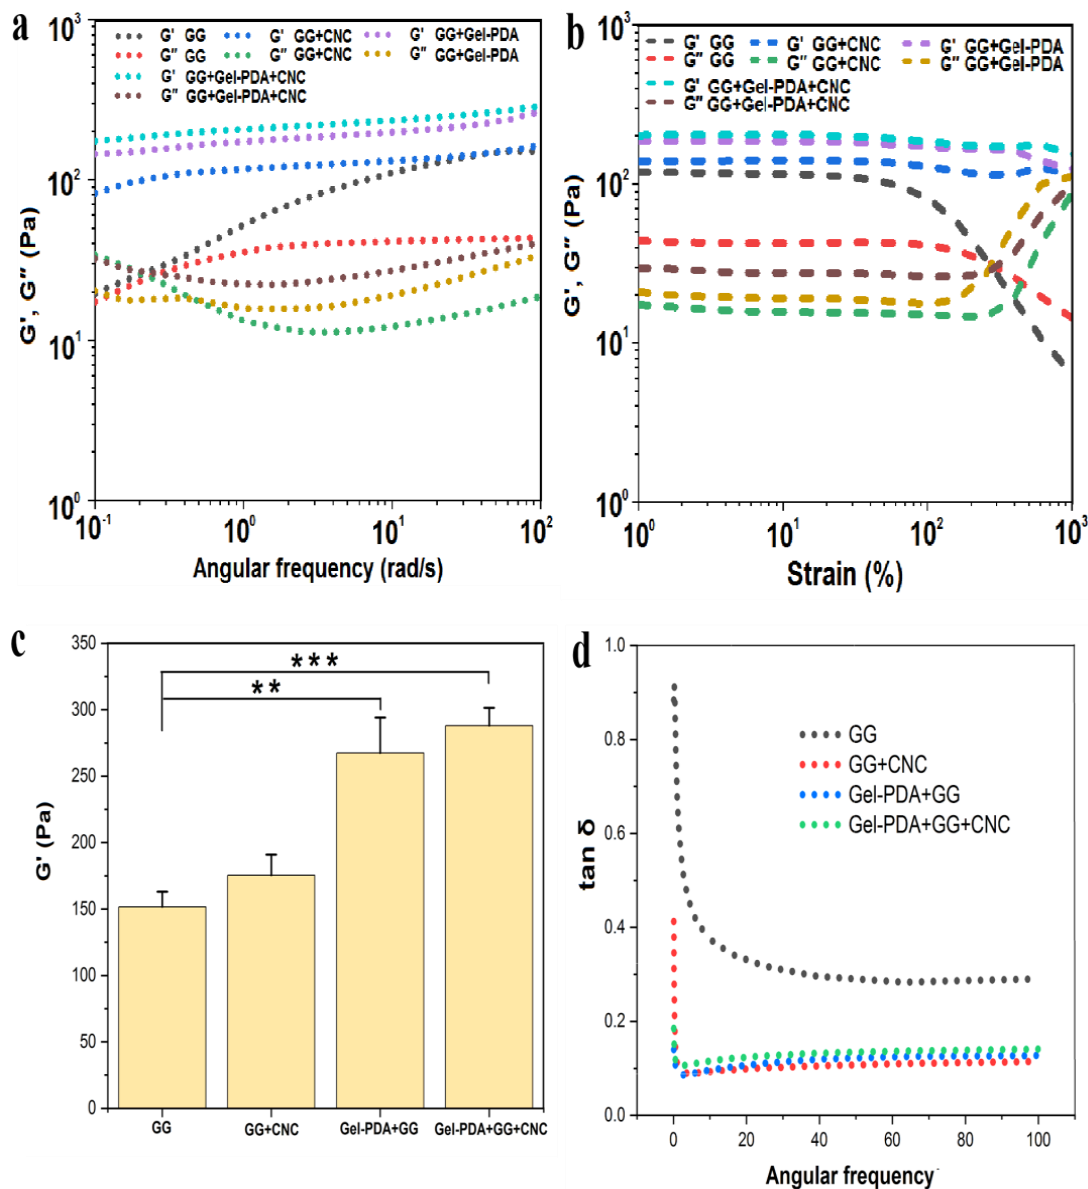 a
G' GG G' GG+CNC G' GG+Gel-PDA
G″ GG G″ GG+CNC G″ GG+Gel-PDA
G' GG+Gel-PDA+CNC
G″ GG+Gel-PDA+CNC
10³
10²
10¹
10⁰
G', G″ (Pa)
10⁻¹ 10⁰ 10¹ 10²
Angular frequency (rad/s)
b
G' GG G' GG+CNC G' GG+Gel-PDA
G″ GG G″ GG+CNC G″ GG+Gel-PDA
G' GG+Gel-PDA+CNC
G″ GG+Gel-PDA+CNC
10³
10²
10¹
10⁰
G', G″ (Pa)
10⁰ 10¹ 10² 10³
Strain (%)
c
350
300
250
200
150
100
50
0
G' (Pa)
***
**
GG GG+CNC Gel-PDA+GG Gel-PDA+GG+CNC
d
1.0
0.8
0.6
0.4
0.2
0.0
tan δ
GG
GG+CNC
Gel-PDA+GG
Gel-PDA+GG+CNC
0 20 40 60 80 100
Angular frequency